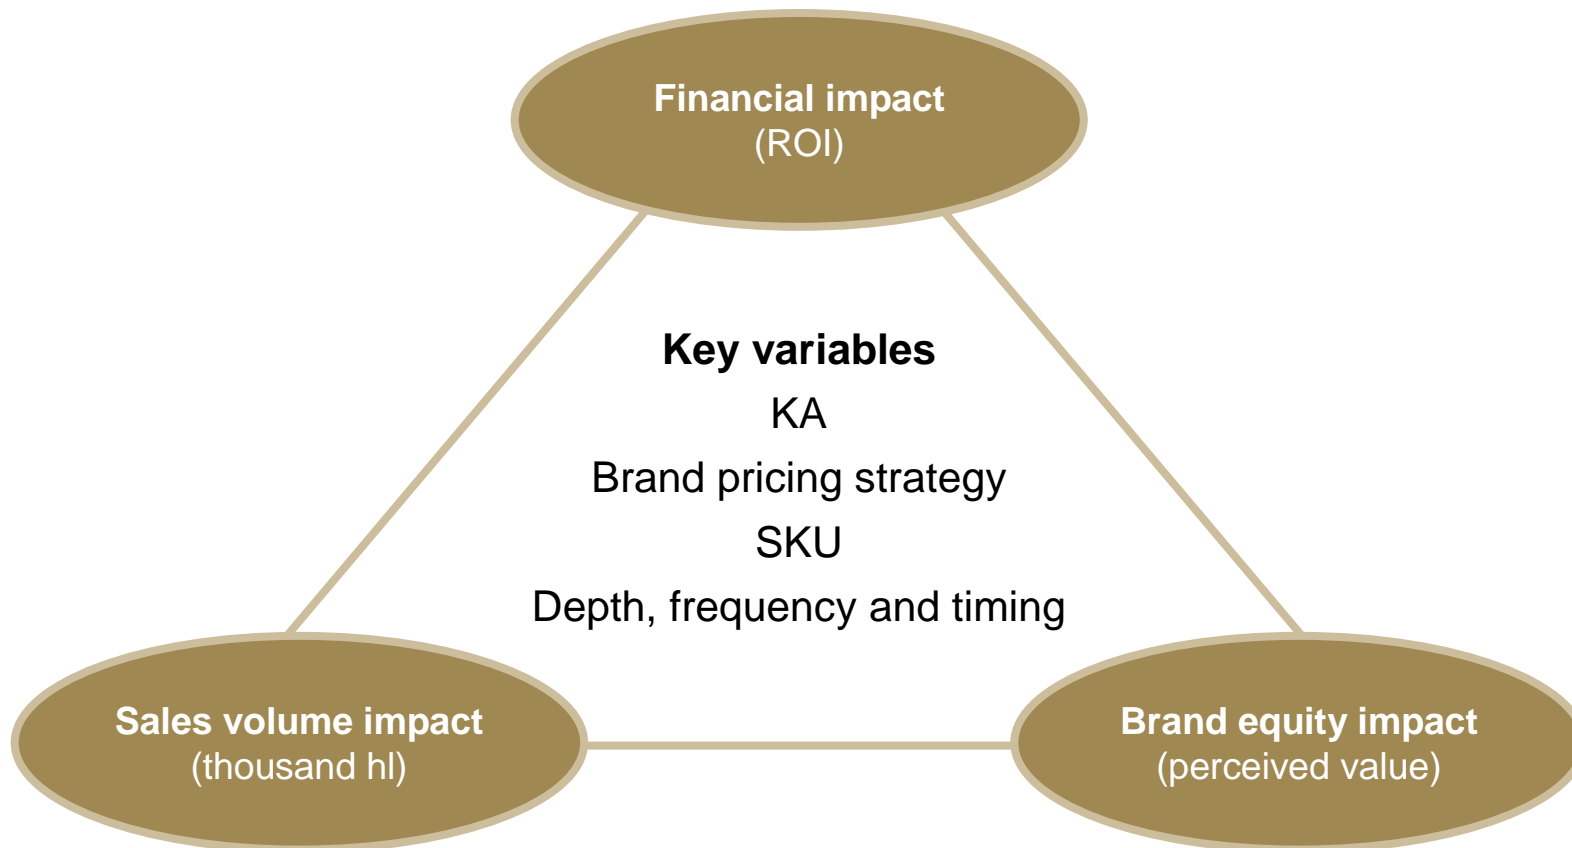 Financial impact
(ROI)
Key variables
KA
Brand pricing strategy
SKU
Depth, frequency and timing
Sales volume impact
(thousand hl)
Brand equity impact
(perceived value)